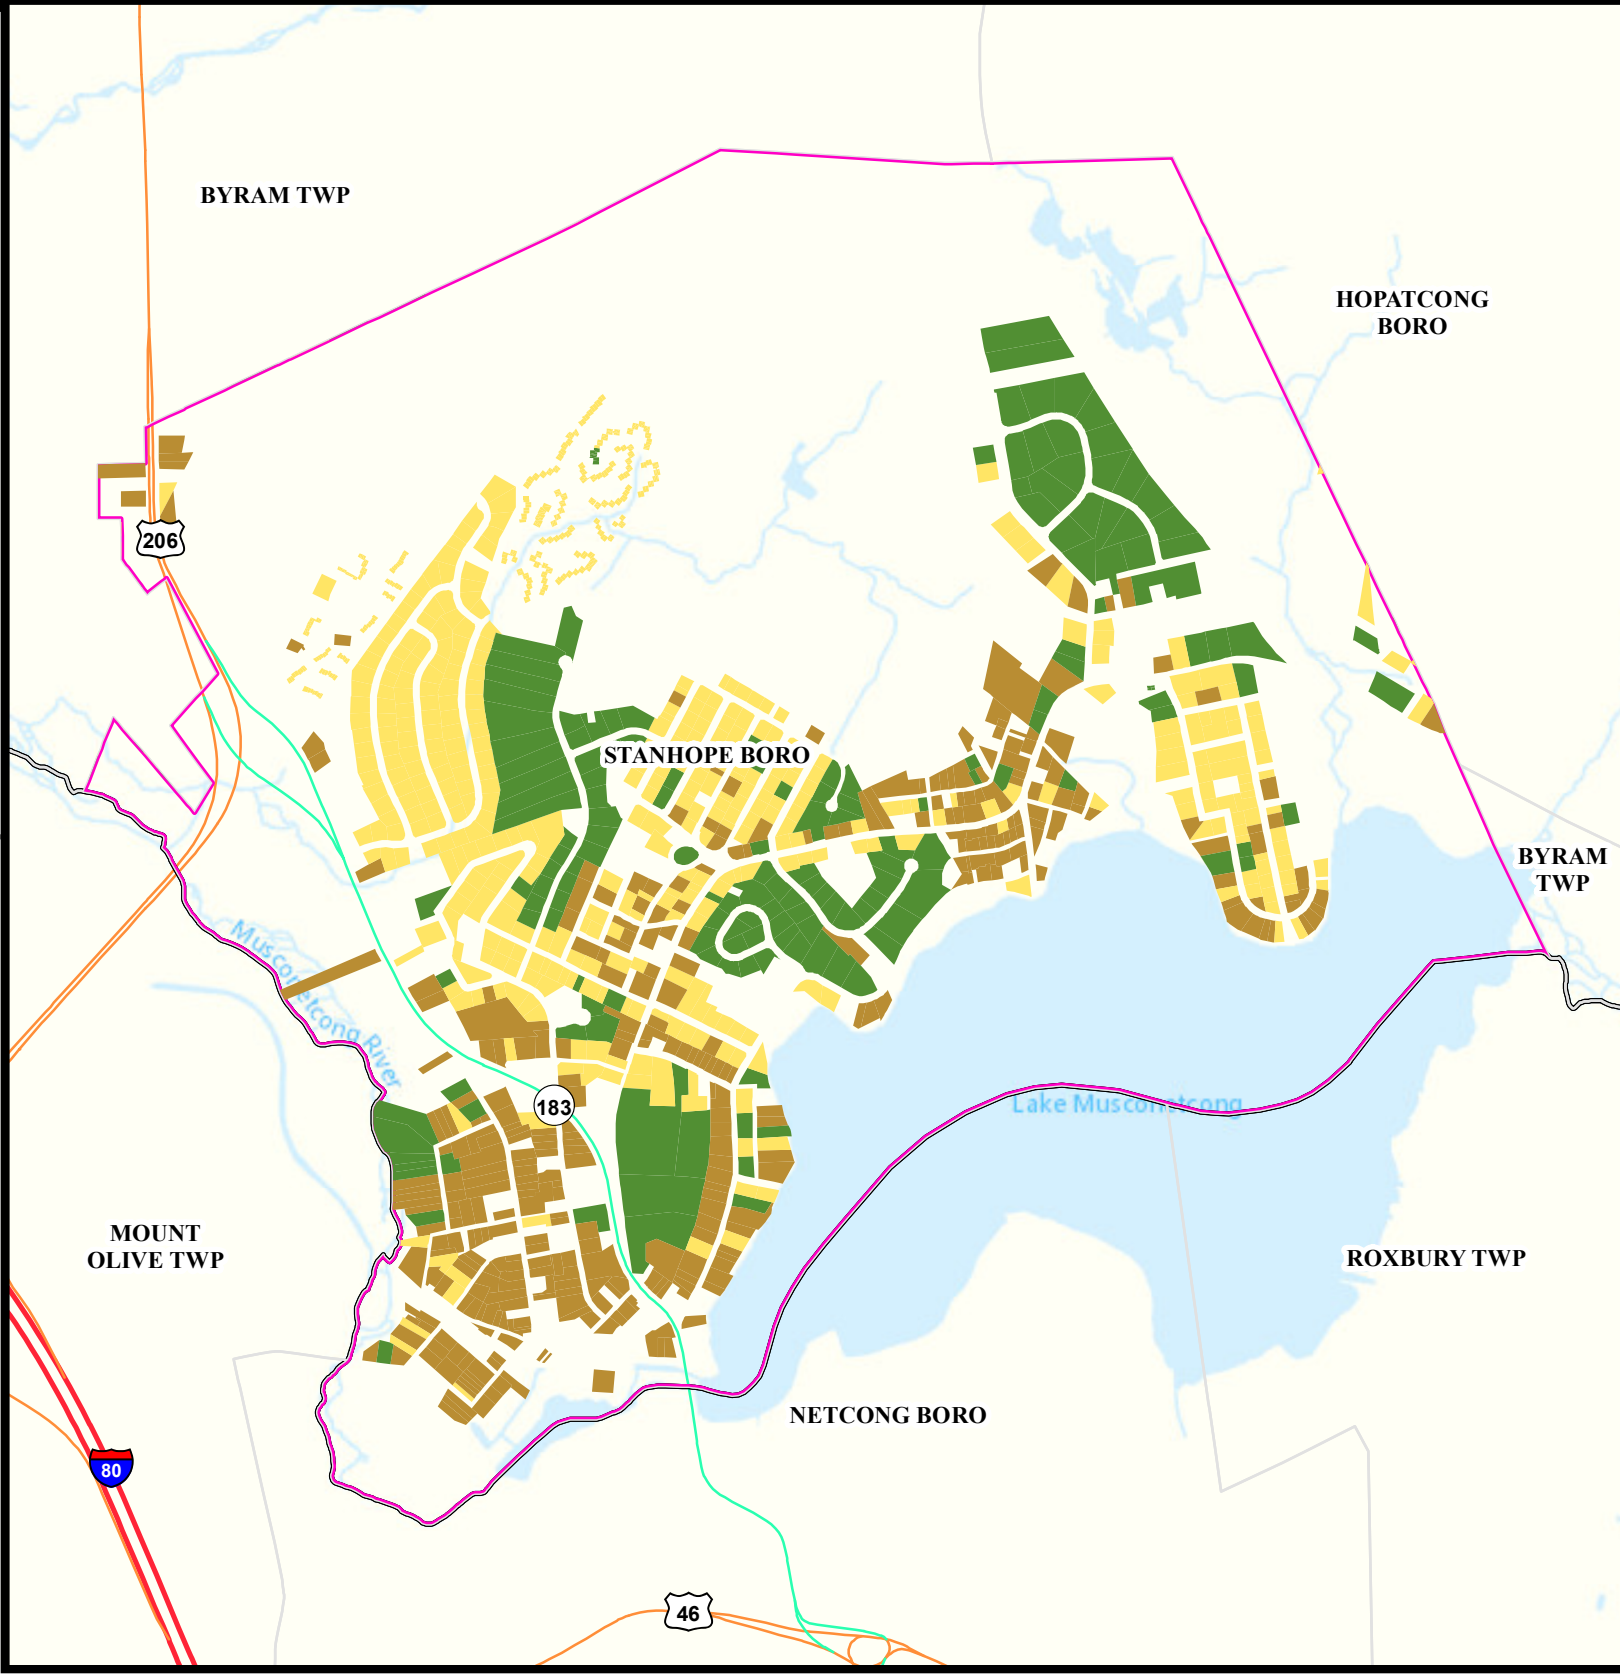 BYRAM TWP
HOPATCONG
BORO
206
STANHOPE BORO
BYRAM
TWP
Musconetcong River
183
Lake Musconetcong
MOUNT
OLIVE TWP
ROXBURY TWP
NETCONG BORO
80
46